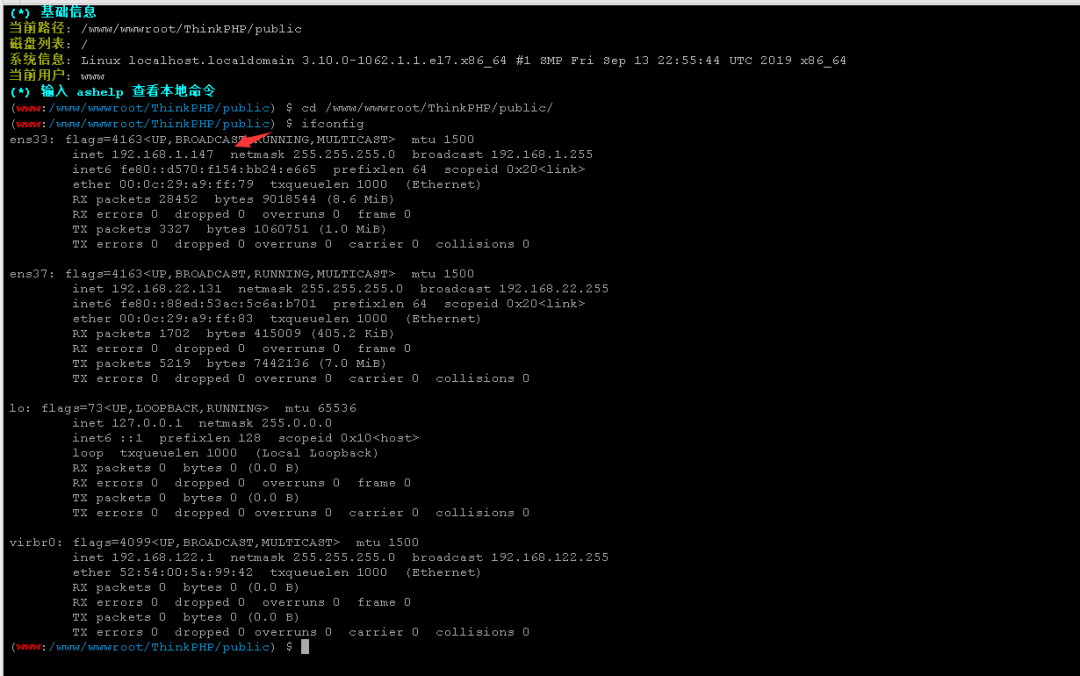 (*) 基础信息
当前路径: /www/wwwroot/ThinkPHP/public
磁盘列表: /
系统信息: Linux localhost.localdomain 3.10.0-1062.1.1.el7.x86_64 #1 SMP Fri Sep 13 22:55:44 UTC 2019 x86_64
当前用户: www
(*) 输入 ashelp 查看本地命令
(www:/www/wwwroot/ThinkPHP/public) $ cd /www/wwwroot/ThinkPHP/public/
(www:/www/wwwroot/ThinkPHP/public) $ ifconfig
ens33: flags=4163<UP,BROADCAST,RUNNING,MULTICAST>  mtu 1500
        inet 192.168.1.147  netmask 255.255.255.0  broadcast 192.168.1.255
        inet6 fe80::d570:f154:bb24:e665  prefixlen 64  scopeid 0x20<link>
        ether 00:0c:29:a9:ff:79  txqueuelen 1000  (Ethernet)
        RX packets 28452  bytes 9018544 (8.6 MiB)
        RX errors 0  dropped 0  overruns 0  frame 0
        TX packets 3327  bytes 1060751 (1.0 MiB)
        TX errors 0  dropped 0 overruns 0  carrier 0  collisions 0
ens37: flags=4163<UP,BROADCAST,RUNNING,MULTICAST>  mtu 1500
        inet 192.168.22.131  netmask 255.255.255.0  broadcast 192.168.22.255
        inet6 fe80::88ed:53ac:5c6a:b701  prefixlen 64  scopeid 0x20<link>
        ether 00:0c:29:a9:ff:83  txqueuelen 1000  (Ethernet)
        RX packets 1702  bytes 415009 (405.2 KiB)
        RX errors 0  dropped 0  overruns 0  frame 0
        TX packets 5219  bytes 7442136 (7.0 MiB)
        TX errors 0  dropped 0 overruns 0  carrier 0  collisions 0
lo: flags=73<UP,LOOPBACK,RUNNING>  mtu 65536
        inet 127.0.0.1  netmask 255.0.0.0
        inet6 ::1  prefixlen 128  scopeid 0x10<host>
        loop  txqueuelen 1000  (Local Loopback)
        RX packets 0  bytes 0 (0.0 B)
        RX errors 0  dropped 0  overruns 0  frame 0
        TX packets 0  bytes 0 (0.0 B)
        TX errors 0  dropped 0 overruns 0  carrier 0  collisions 0
virbr0: flags=4099<UP,BROADCAST,MULTICAST>  mtu 1500
        inet 192.168.122.1  netmask 255.255.255.0  broadcast 192.168.122.255
        ether 52:54:00:5a:99:42  txqueuelen 1000  (Ethernet)
        RX packets 0  bytes 0 (0.0 B)
        RX errors 0  dropped 0  overruns 0  frame 0
        TX packets 0  bytes 0 (0.0 B)
        TX errors 0  dropped 0 overruns 0  carrier 0  collisions 0
(www:/www/wwwroot/ThinkPHP/public) $